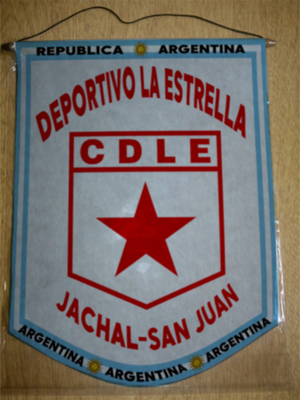 REPUBLICA ARGENTINA
DEPORTIVO LA ESTRELLA
CDLE
JACHAL-SAN JUAN
ARGENTINA ARGENTINA ARGENTINA